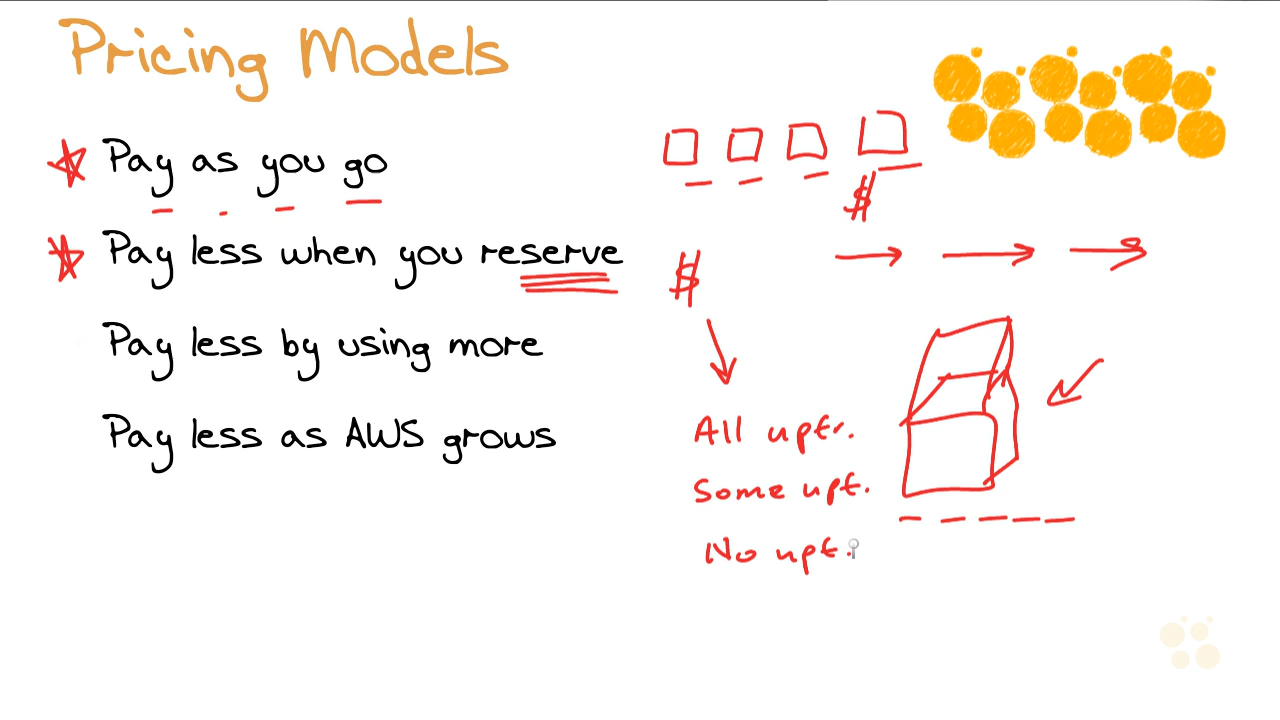 Pricing Models
Pay as you go
$
Pay less when you reserve
$
Pay less by using more
Pay less as AWS grows
All upfr.
Some upf.
No upf.